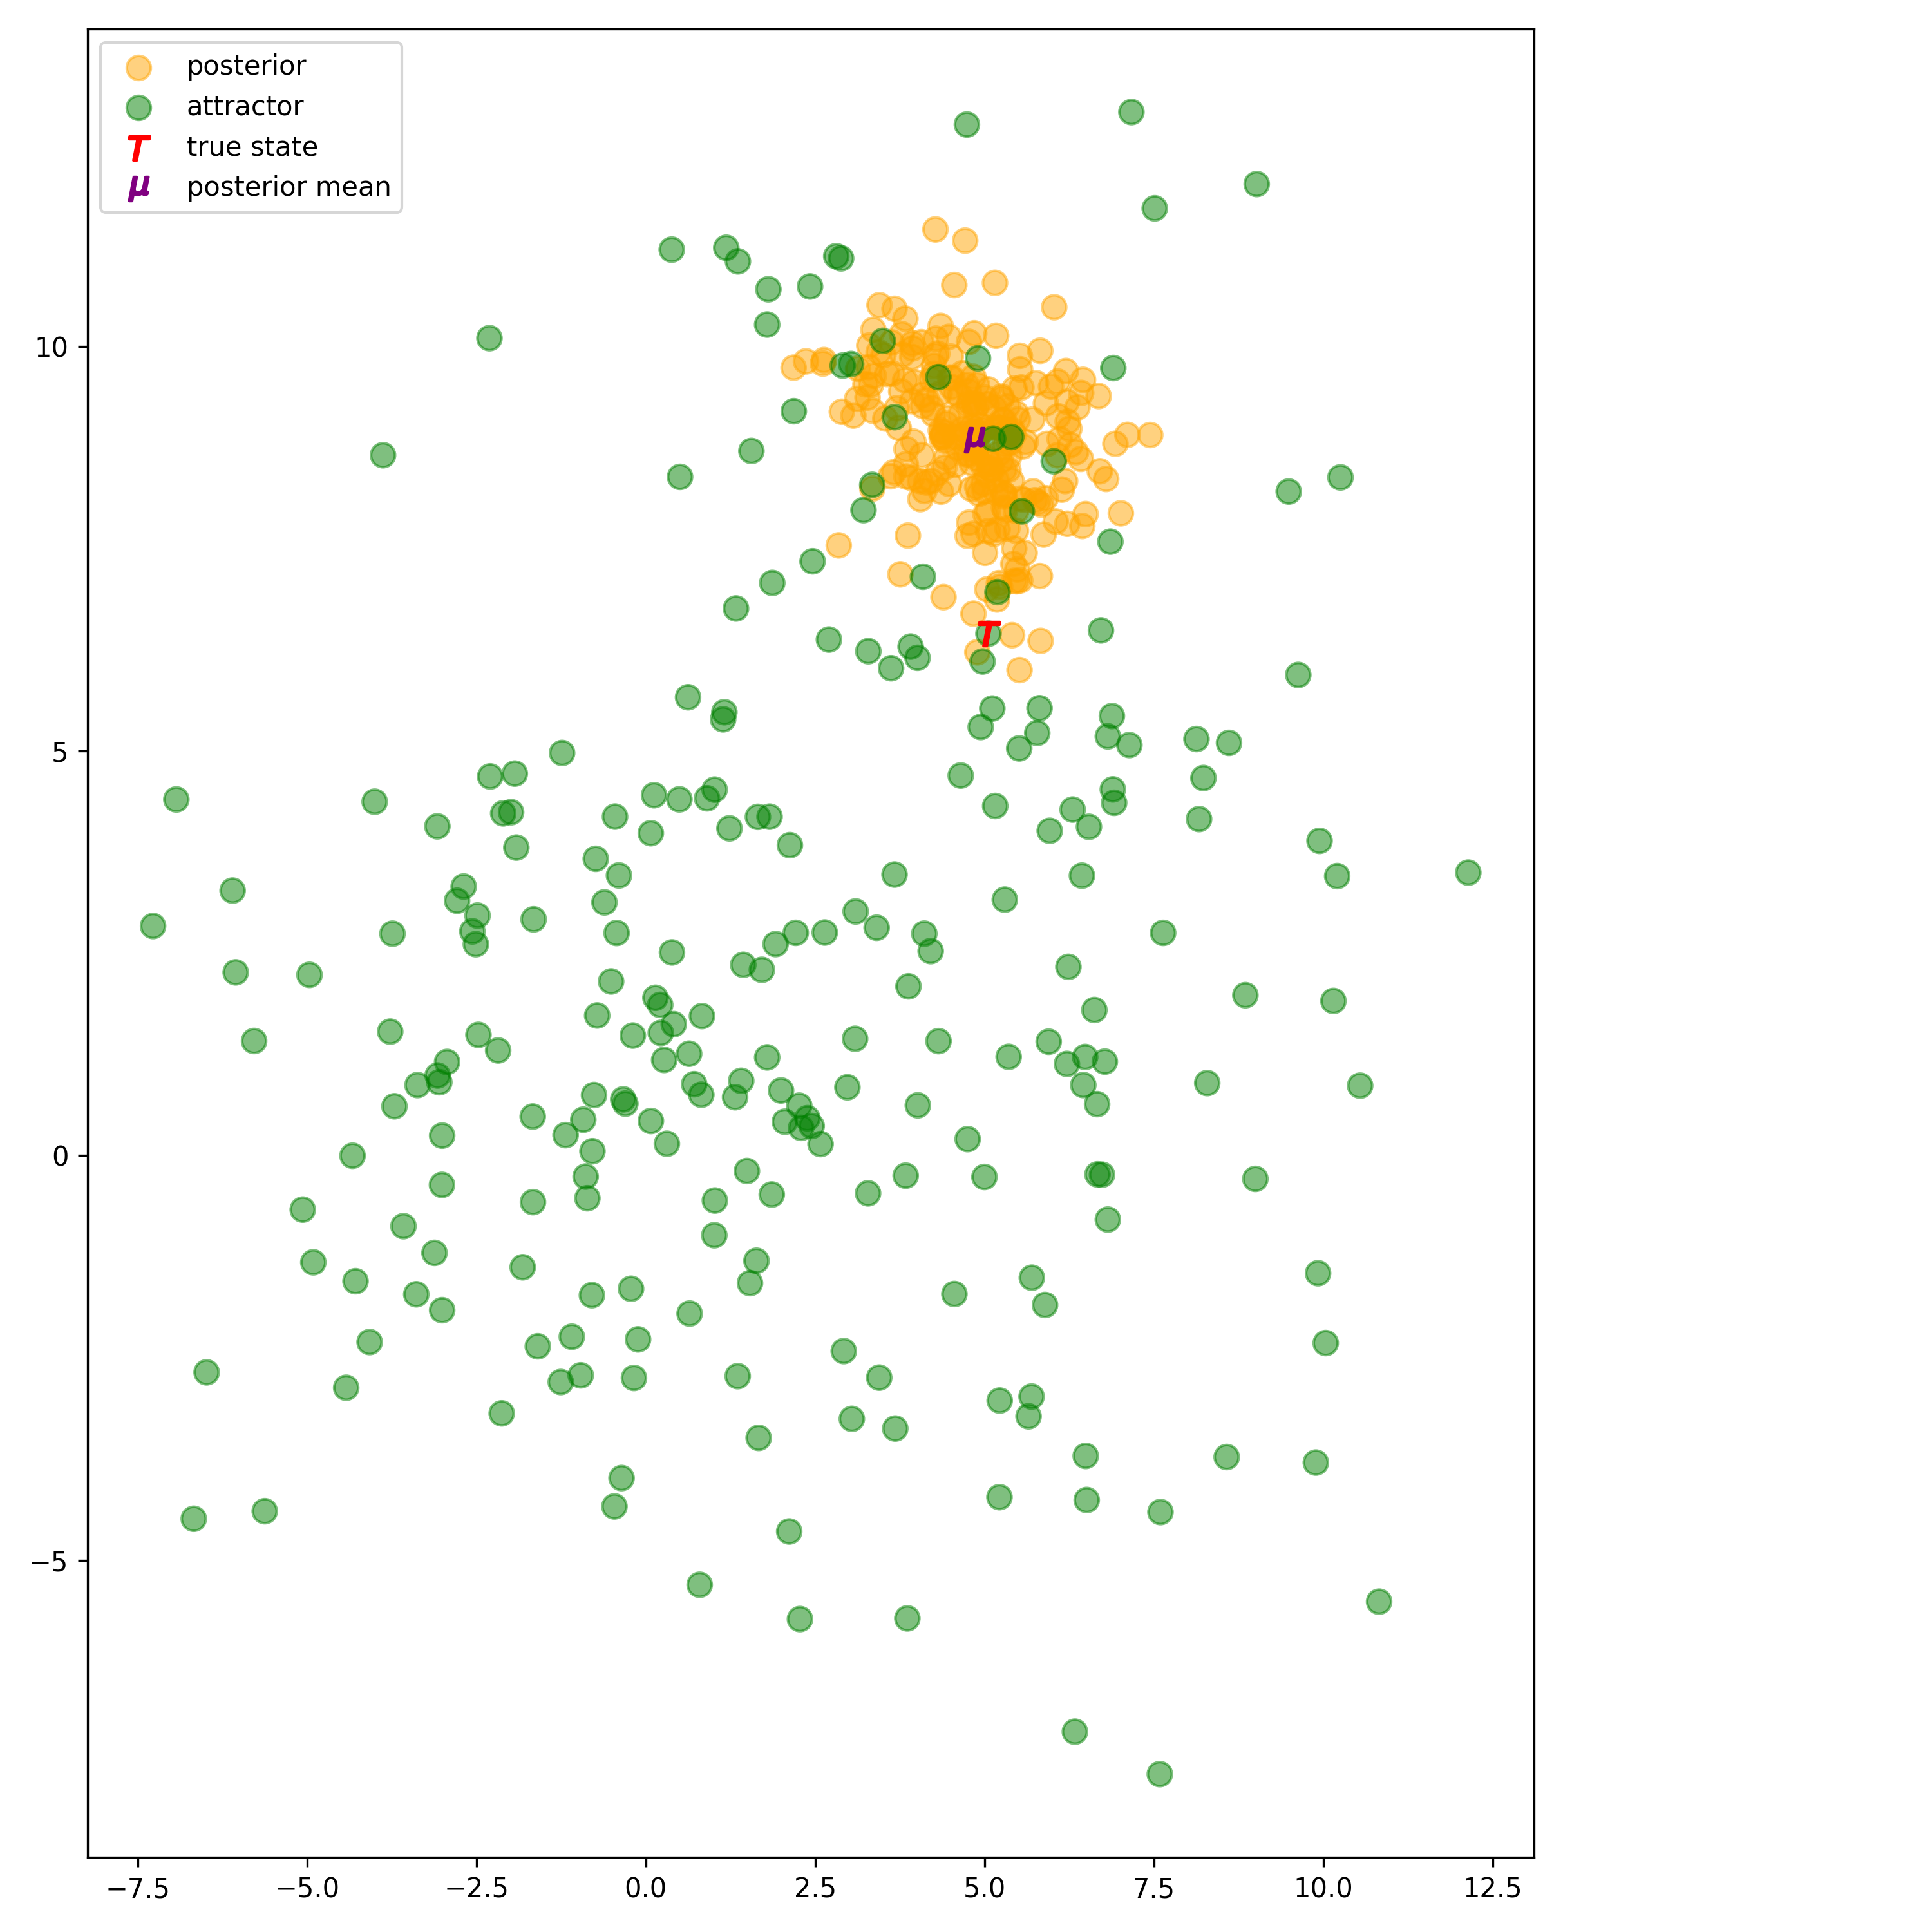 posterior
attractor
T true state
μ posterior mean
μ
T
10
5
0
−5
−7.5 −5.0 −2.5 0.0 2.5 5.0 7.5 10.0 12.5